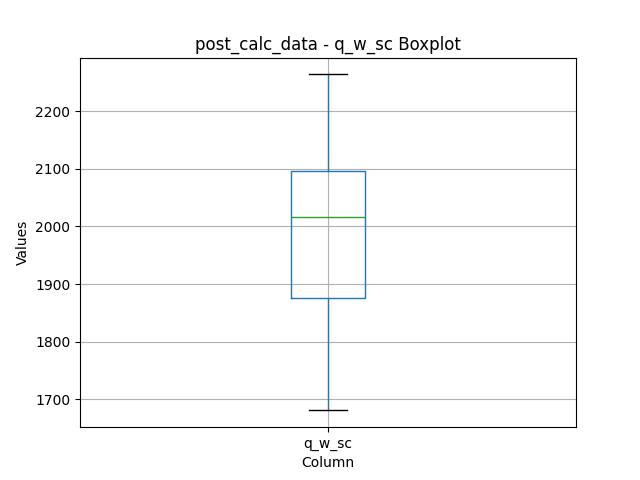 post_calc_data - q_w_sc Boxplot
2200
2100
2000
1900
1800
1700
Values
q_w_sc
Column